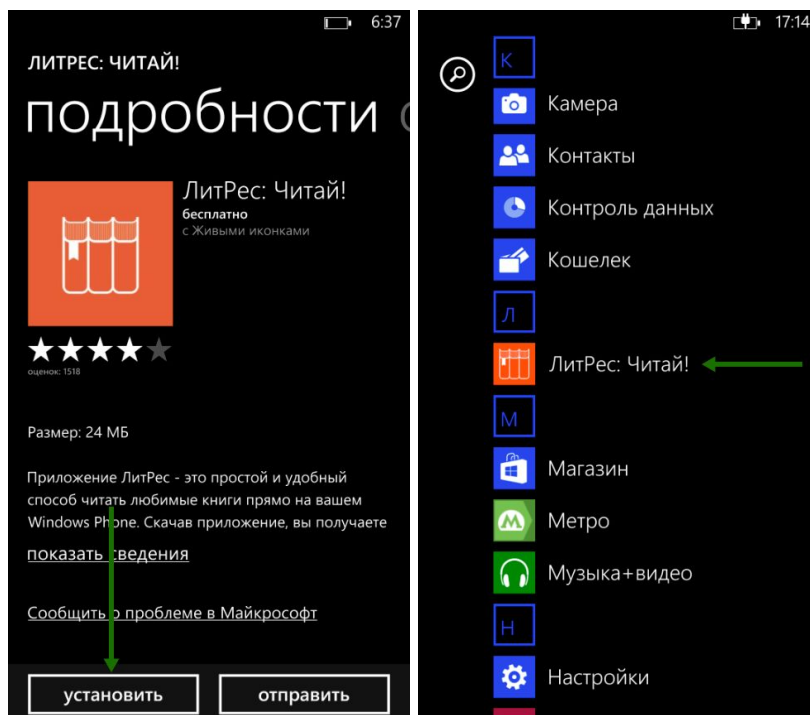 6:37
ЛИТРЕС: ЧИТАЙ!
подробности
ЛитРес: Читай!
бесплатно
с Живыми иконками
оценок: 1518
Размер: 24 МБ
Приложение ЛитРес - это простой и удобный
способ читать любимые книги прямо на вашем
Windows Phone. Скачав приложение, вы получаете
показать сведения
Сообщить о проблеме в Майкрософт
установить
отправить
17:14
К
Камера
Контакты
Контроль данных
Кошелек
Л
ЛитРес: Читай!
М
Магазин
Метро
Музыка+видео
Н
Настройки